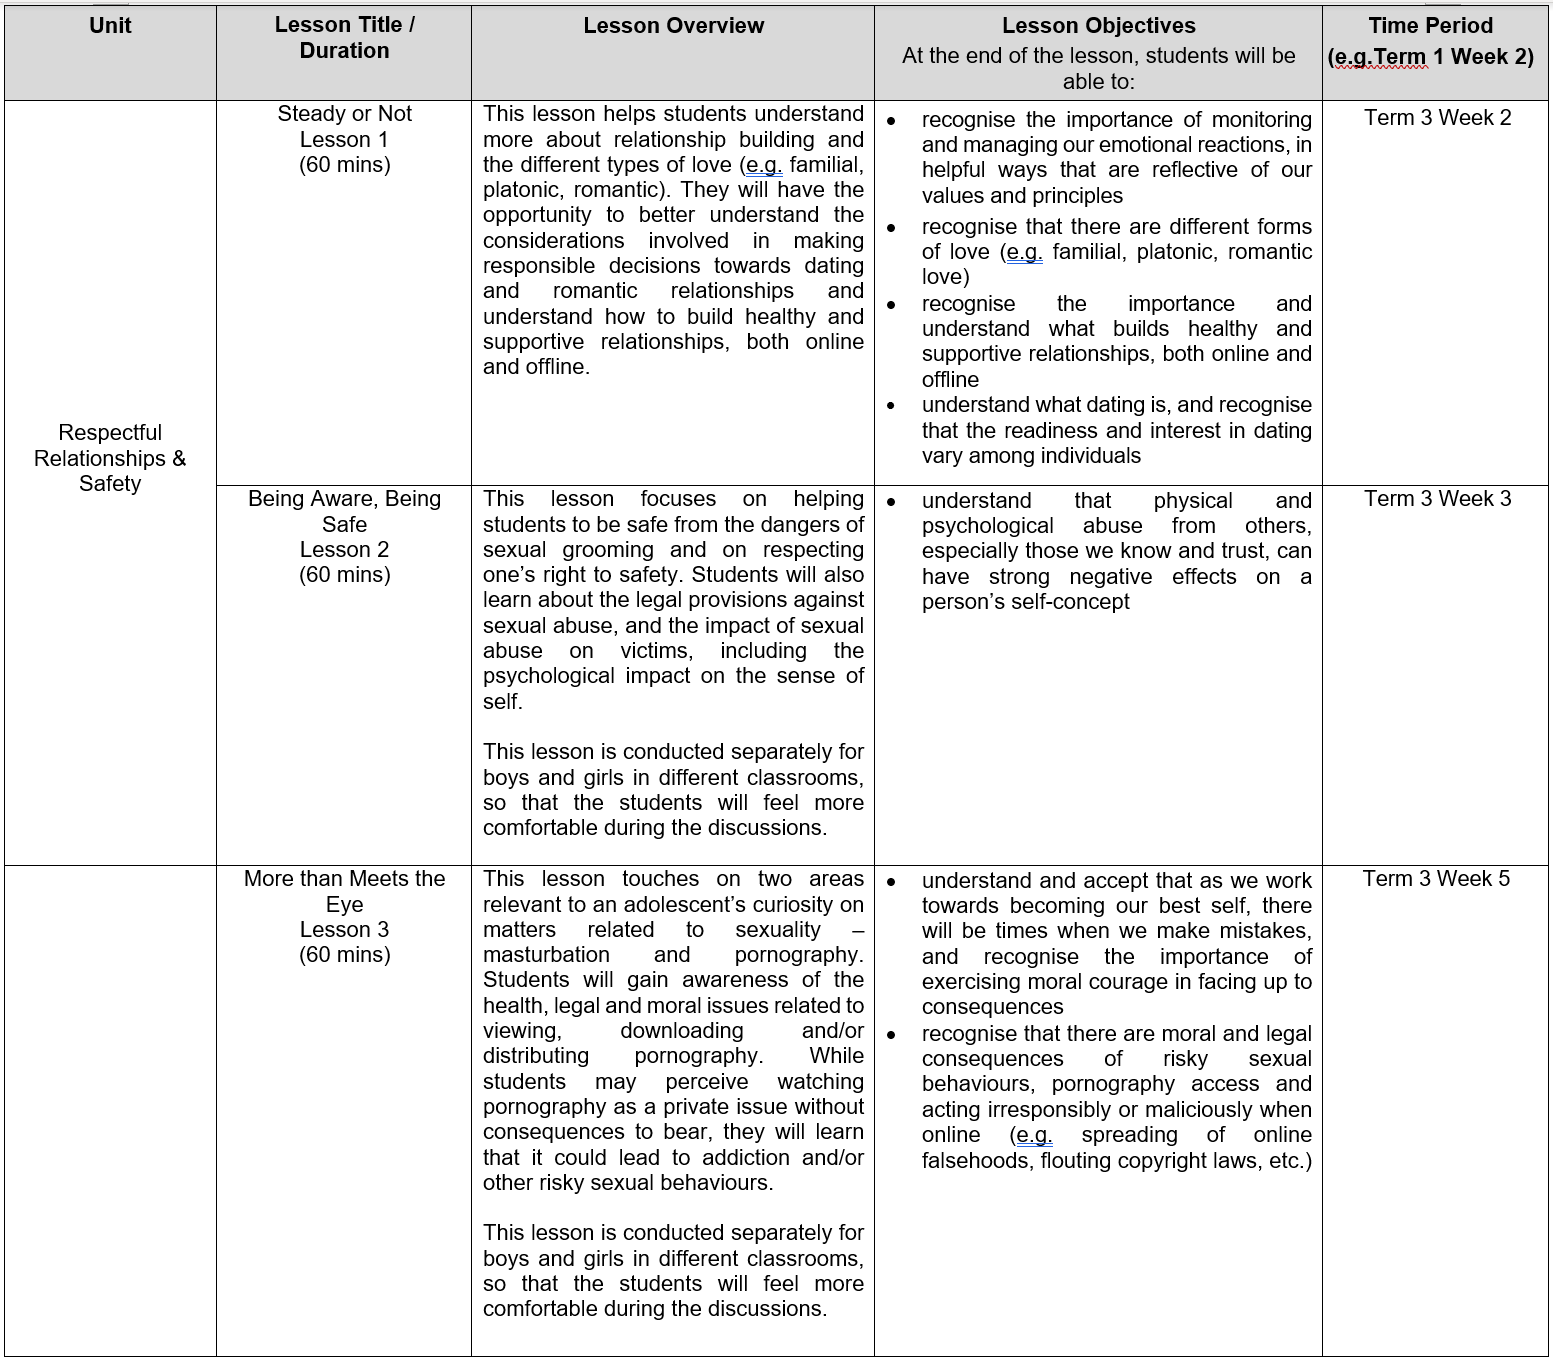 Unit
Lesson Title /
Duration
Lesson Overview
Lesson Objectives
At the end of the lesson, students will be
able to:
Time Period
(e.g.Term 1 Week 2)
Respectful
Relationships &
Safety
Steady or Not
Lesson 1
(60 mins)
This lesson helps students understand
more about relationship building and
the different types of love (e.g. familial,
platonic, romantic). They will have the
opportunity to better understand the
considerations involved in making
responsible decisions towards dating
and romantic relationships and
understand how to build healthy and
supportive relationships, both online
and offline.
• recognise the importance of monitoring
and managing our emotional reactions, in
helpful ways that are reflective of our
values and principles
• recognise that there are different forms
of love (e.g. familial, platonic, romantic
love)
• recognise the importance and
understand what builds healthy and
supportive relationships, both online and
offline
• understand what dating is, and recognise
that the readiness and interest in dating
vary among individuals
Term 3 Week 2
Being Aware, Being
Safe
Lesson 2
(60 mins)
This lesson focuses on helping
students to be safe from the dangers of
sexual grooming and on respecting
one's right to safety. Students will also
learn about the legal provisions against
sexual abuse, and the impact of sexual
abuse on victims, including the
psychological impact on the sense of
self.
This lesson is conducted separately for
boys and girls in different classrooms,
so that the students will feel more
comfortable during the discussions.
• understand that physical and
psychological abuse from others,
especially those we know and trust, can
have strong negative effects on a
person's self-concept
Term 3 Week 3
More than Meets the
Eye
Lesson 3
(60 mins)
This lesson touches on two areas
relevant to an adolescent's curiosity on
matters related to sexuality –
masturbation and pornography.
Students will gain awareness of the
health, legal and moral issues related to
viewing, downloading and/or
distributing pornography. While
students may perceive watching
pornography as a private issue without
consequences to bear, they will learn
that it could lead to addiction and/or
other risky sexual behaviours.
This lesson is conducted separately for
boys and girls in different classrooms,
so that the students will feel more
comfortable during the discussions.
• understand and accept that as we work
towards becoming our best self, there
will be times when we make mistakes,
and recognise the importance of
exercising moral courage in facing up to
consequences
• recognise that there are moral and legal
consequences of risky sexual
behaviours, pornography access and
acting irresponsibly or maliciously when
online (e.g. spreading of online
falsehoods, flouting copyright laws, etc.)
Term 3 Week 5